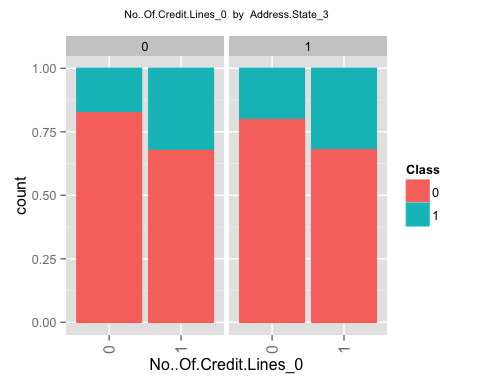 No..Of.Credit.Lines_0 by Address.State_3
0 1
1.00
0.75
0.50
0.25
0.00
count
0 1 0 1
No..Of.Credit.Lines_0
Class
0
1